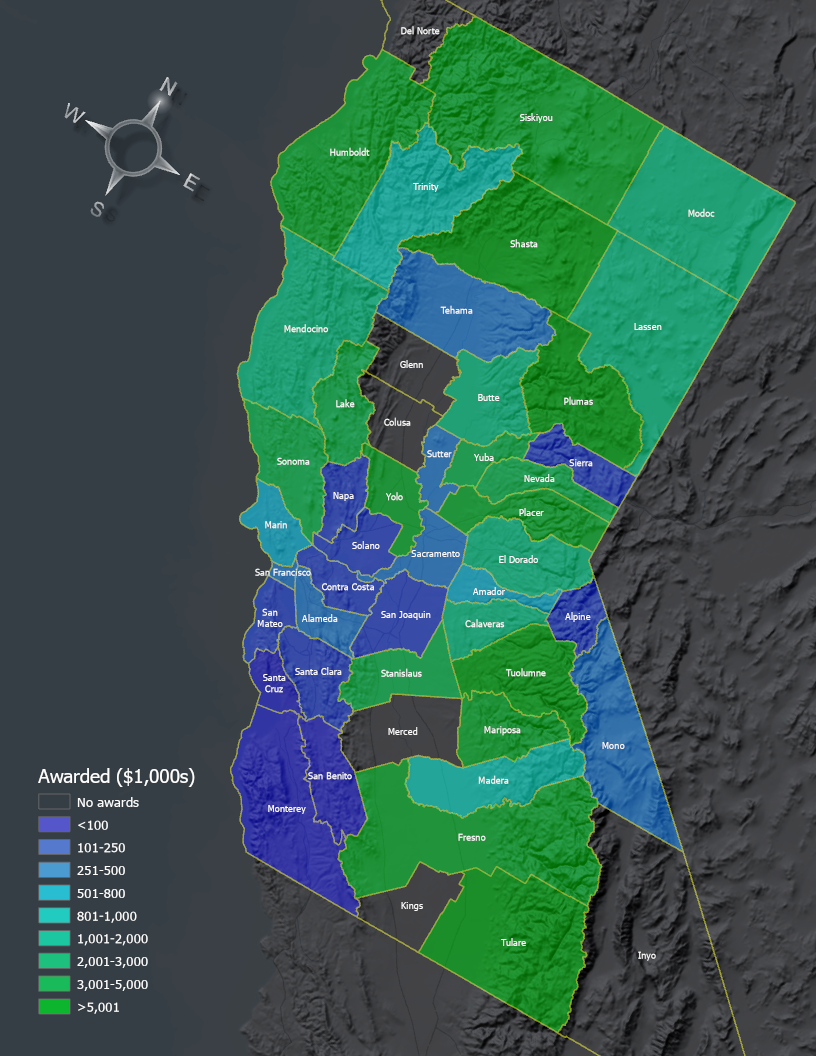 Del Norte
N
W
E
S
Siskiyou
Humboldt
Trinity
Modoc
Shasta
Tehama
Lassen
Mendocino
Glenn
Butte
Plumas
Lake
Colusa
Sutter
Yuba
Sierra
Sonoma
Nevada
Napa
Yolo
Placer
Marin
Solano
Sacramento
El Dorado
San Francisco
Contra Costa
Amador
San
Mateo
Alameda
San Joaquin
Calaveras
Alpine
Santa Clara
Stanislaus
Tuolumne
Santa
Cruz
Merced
Mariposa
Mono
San Benito
Madera
Monterey
Fresno
Kings
Tulare
Inyo
Awarded ($1,000s)
No awards
<100
101-250
251-500
501-800
801-1,000
1,001-2,000
2,001-3,000
3,001-5,000
>5,001